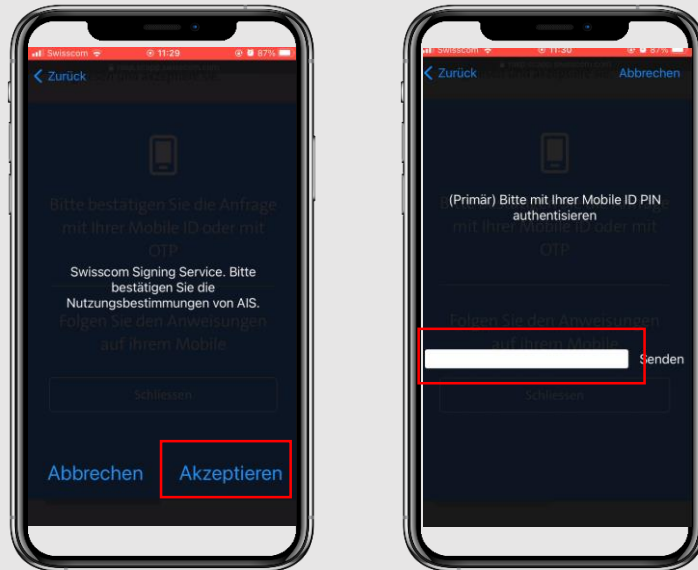 Swisscom 11:29 87%
Zurück
Bitte bestätigen Sie die Anfrage
mit Ihrer Mobile ID oder mit
OTP
Swisscom Signing Service. Bitte
bestätigen Sie die
Nutzungsbestimmungen von AIS.
Folgen Sie den Anweisungen
auf ihrem Mobile
Schliessen
Abbrechen Akzeptieren
Swisscom 11:30 87%
Zurück Abbrechen
(Primär) Bitte mit Ihrer Mobile ID PIN
authentisieren
mit Ihrer Mobile ID oder mit
OTP
Folgen Sie den Anweisungen
auf ihrem Mobile
Senden
Schliessen